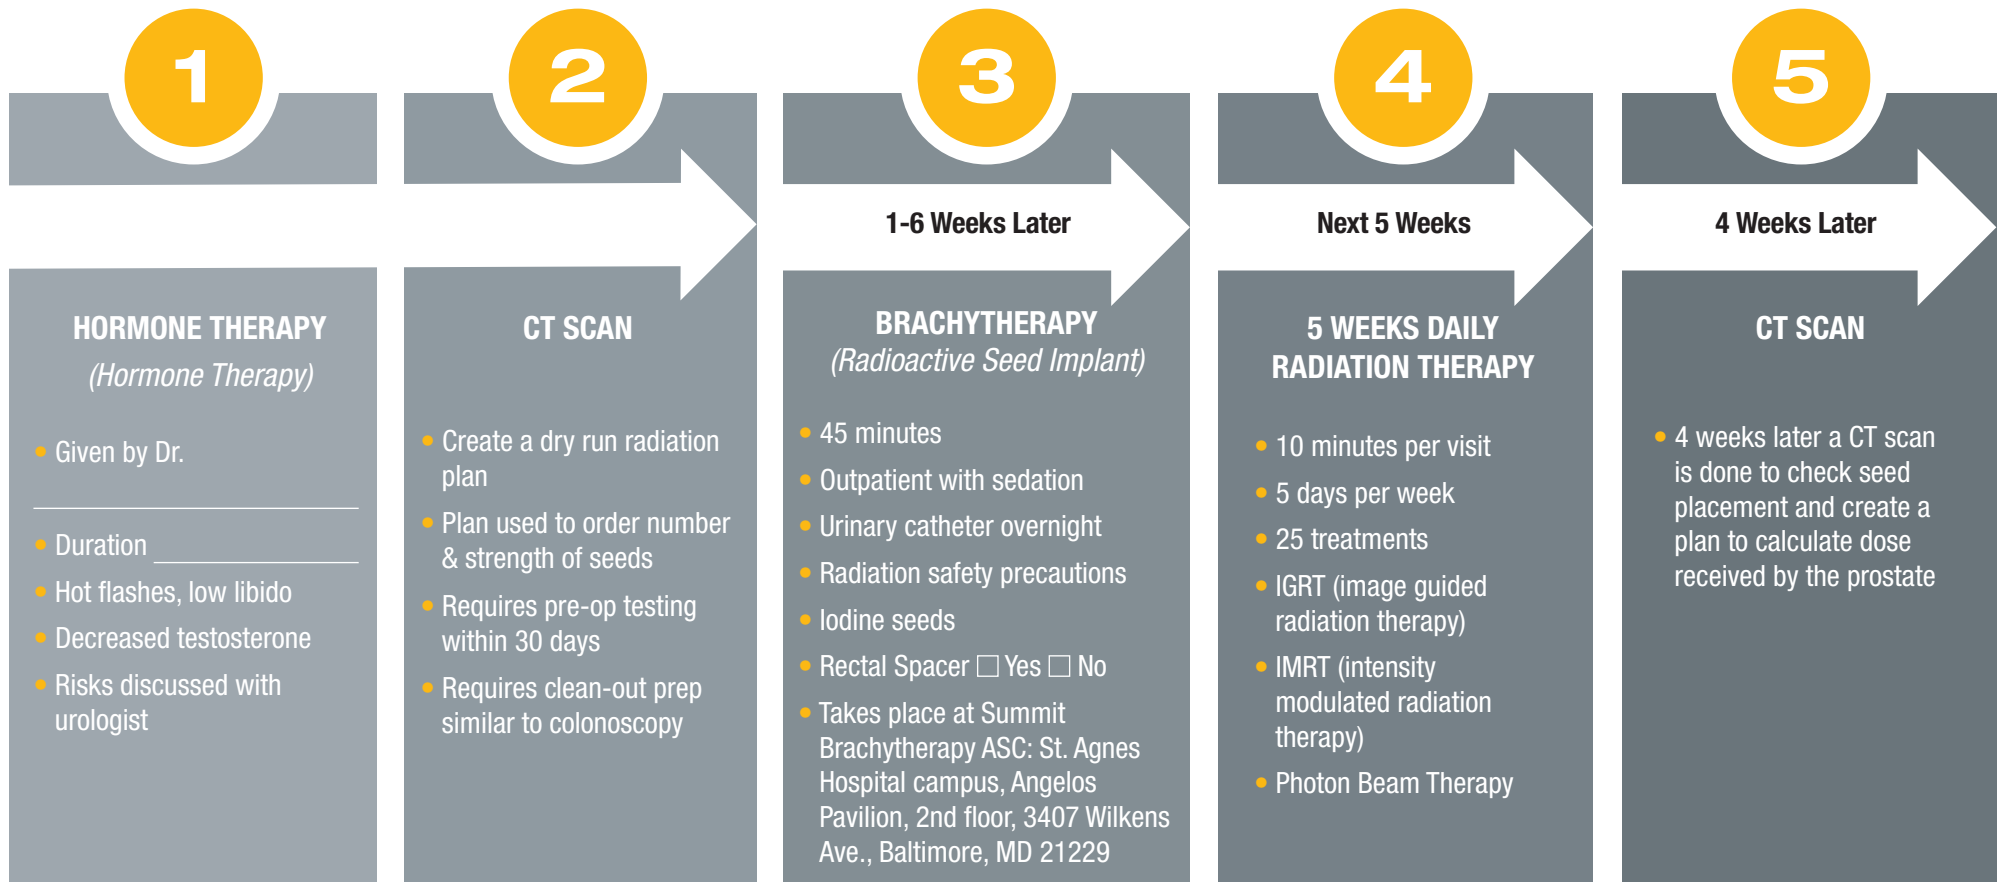 1
HORMONE THERAPY
(Hormone Therapy)
• Given by Dr.
• Duration
• Hot flashes, low libido
• Decreased testosterone
• Risks discussed with
urologist
2
CT SCAN
• Create a dry run radiation
plan
• Plan used to order number
& strength of seeds
• Requires pre-op testing
within 30 days
• Requires clean-out prep
similar to colonoscopy
3
1-6 Weeks Later
BRACHYTHERAPY
(Radioactive Seed Implant)
• 45 minutes
• Outpatient with sedation
• Urinary catheter overnight
• Radiation safety precautions
• Iodine seeds
• Rectal Spacer ☐ Yes ☐ No
• Takes place at Summit
Brachytherapy ASC: St. Agnes
Hospital campus, Angelos
Pavilion, 2nd floor, 3407 Wilkens
Ave., Baltimore, MD 21229
4
Next 5 Weeks
5 WEEKS DAILY
RADIATION THERAPY
• 10 minutes per visit
• 5 days per week
• 25 treatments
• IGRT (image guided
radiation therapy)
• IMRT (intensity
modulated radiation
therapy)
• Photon Beam Therapy
5
4 Weeks Later
CT SCAN
• 4 weeks later a CT scan
is done to check seed
placement and create a
plan to calculate dose
received by the prostate